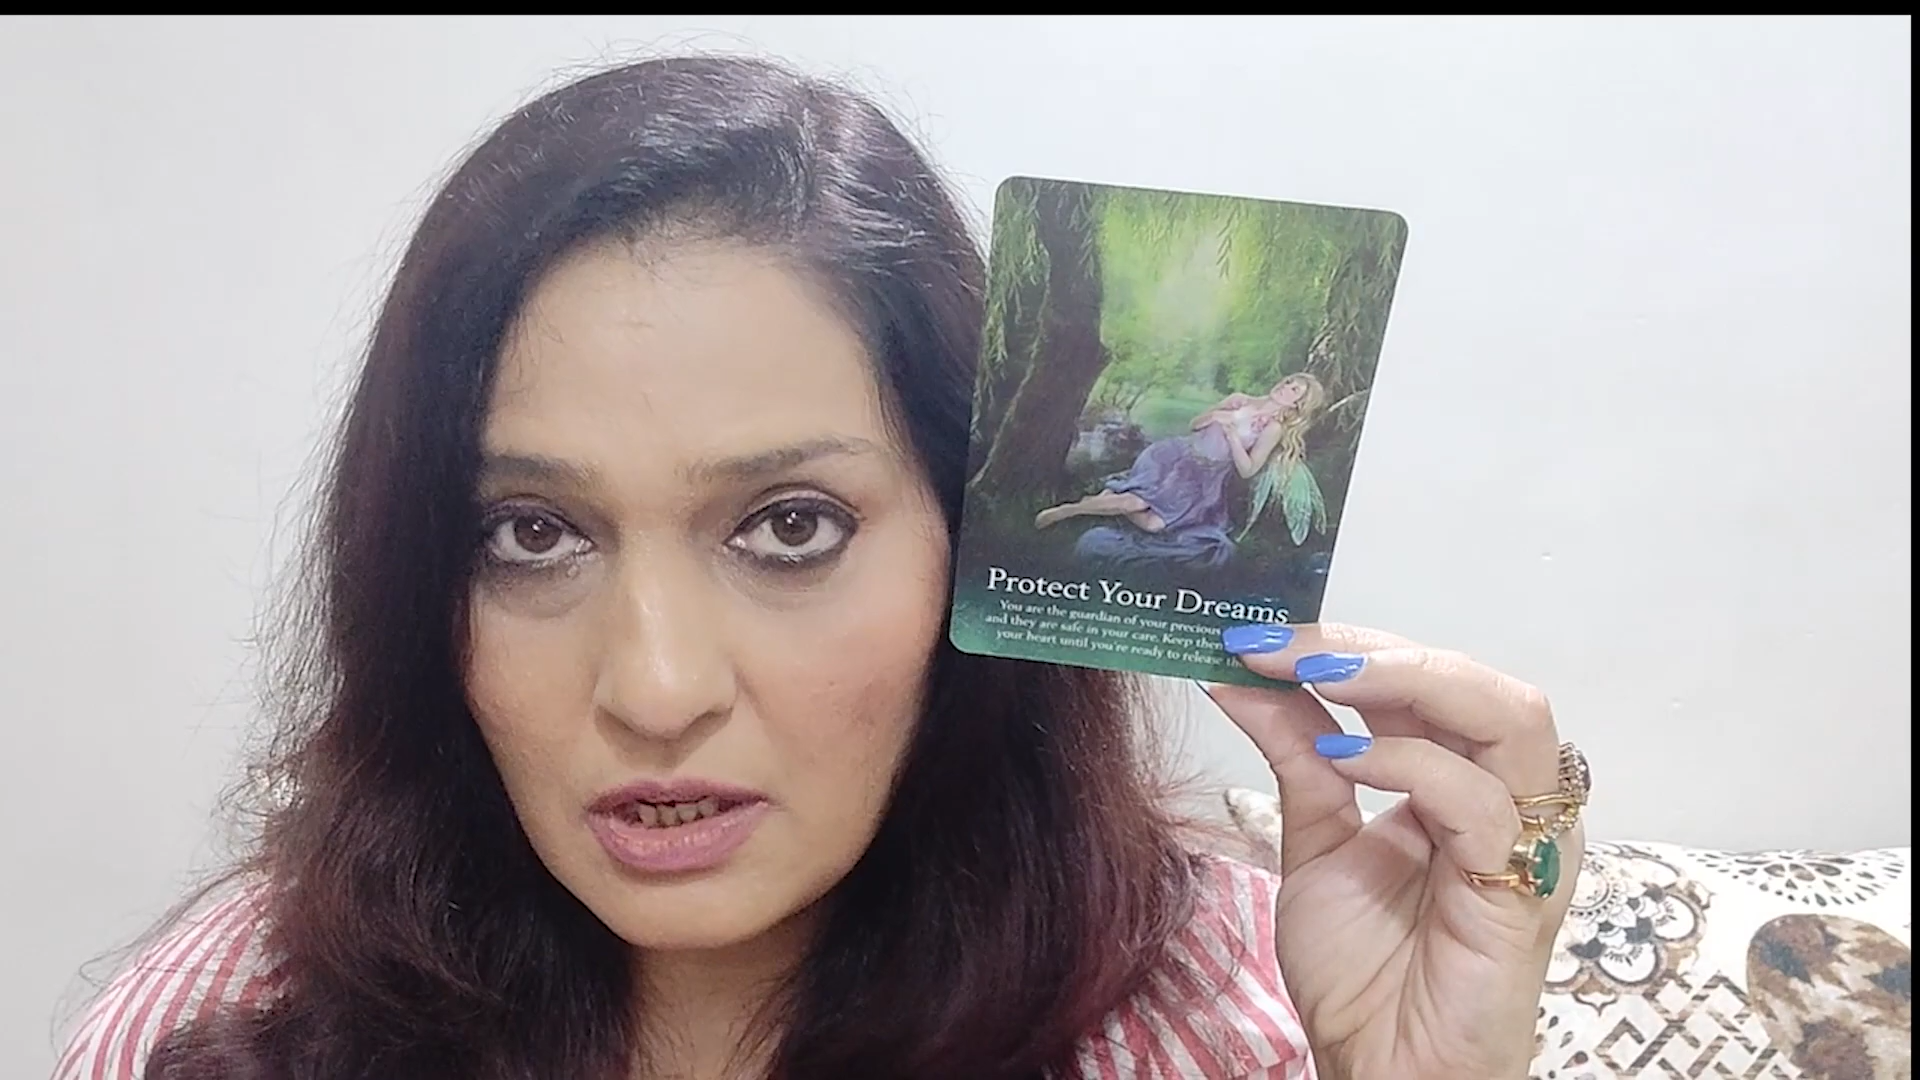 Protect Your Dreams
You are the guardian of your precious
and they are safe in your care. Keep
your heart until you're ready to release